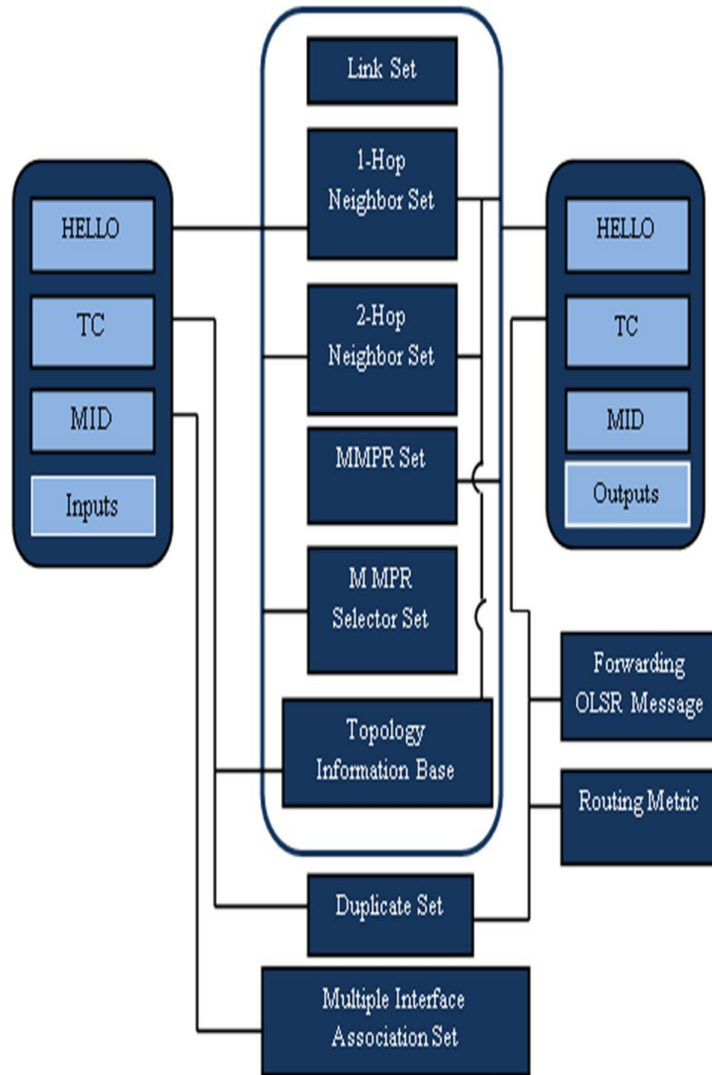 HELLO
TC
MID
Inputs
Link Set
1-Hop
Neighbor Set
2-Hop
Neighbor Set
MMPR Set
M MPR
Selector Set
Topology
Information Base
Duplicate Set
Multiple Interface
Association Set
HELLO
TC
MID
Outputs
Forwarding
OLSR Message
Routing Metric